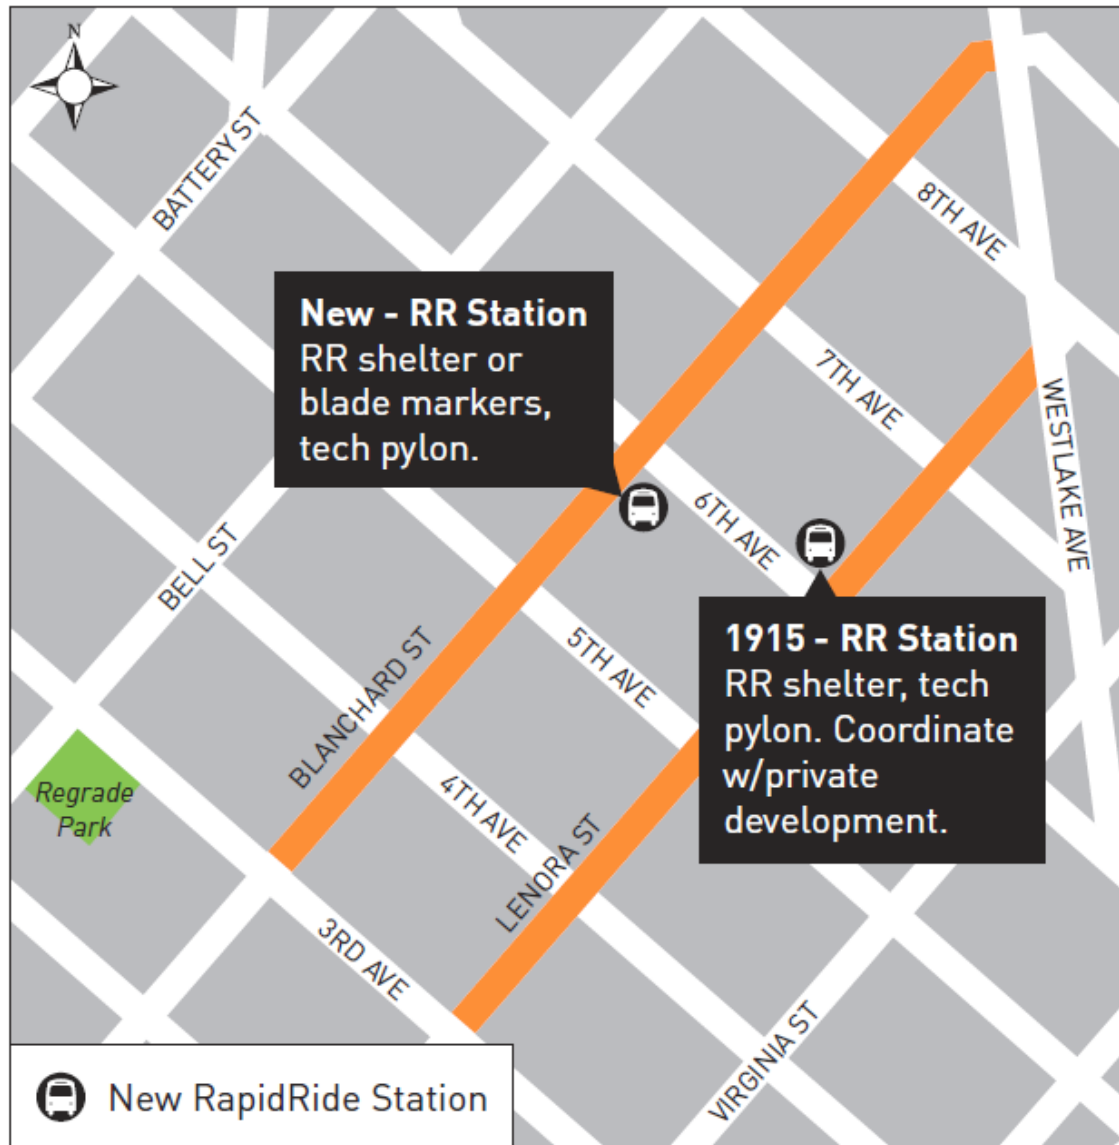 N
BATTERY ST
8TH AVE
New - RR Station
RR shelter or
blade markers,
tech pylon.
7TH AVE
WESTLAKE AVE
6TH AVE
BELL ST
1915 - RR Station
RR shelter, tech
pylon. Coordinate
w/private
development.
5TH AVE
BLANCHARD ST
Regrade
Park
4TH AVE
LENORA ST
3RD AVE
VIRGINIA ST
New RapidRide Station